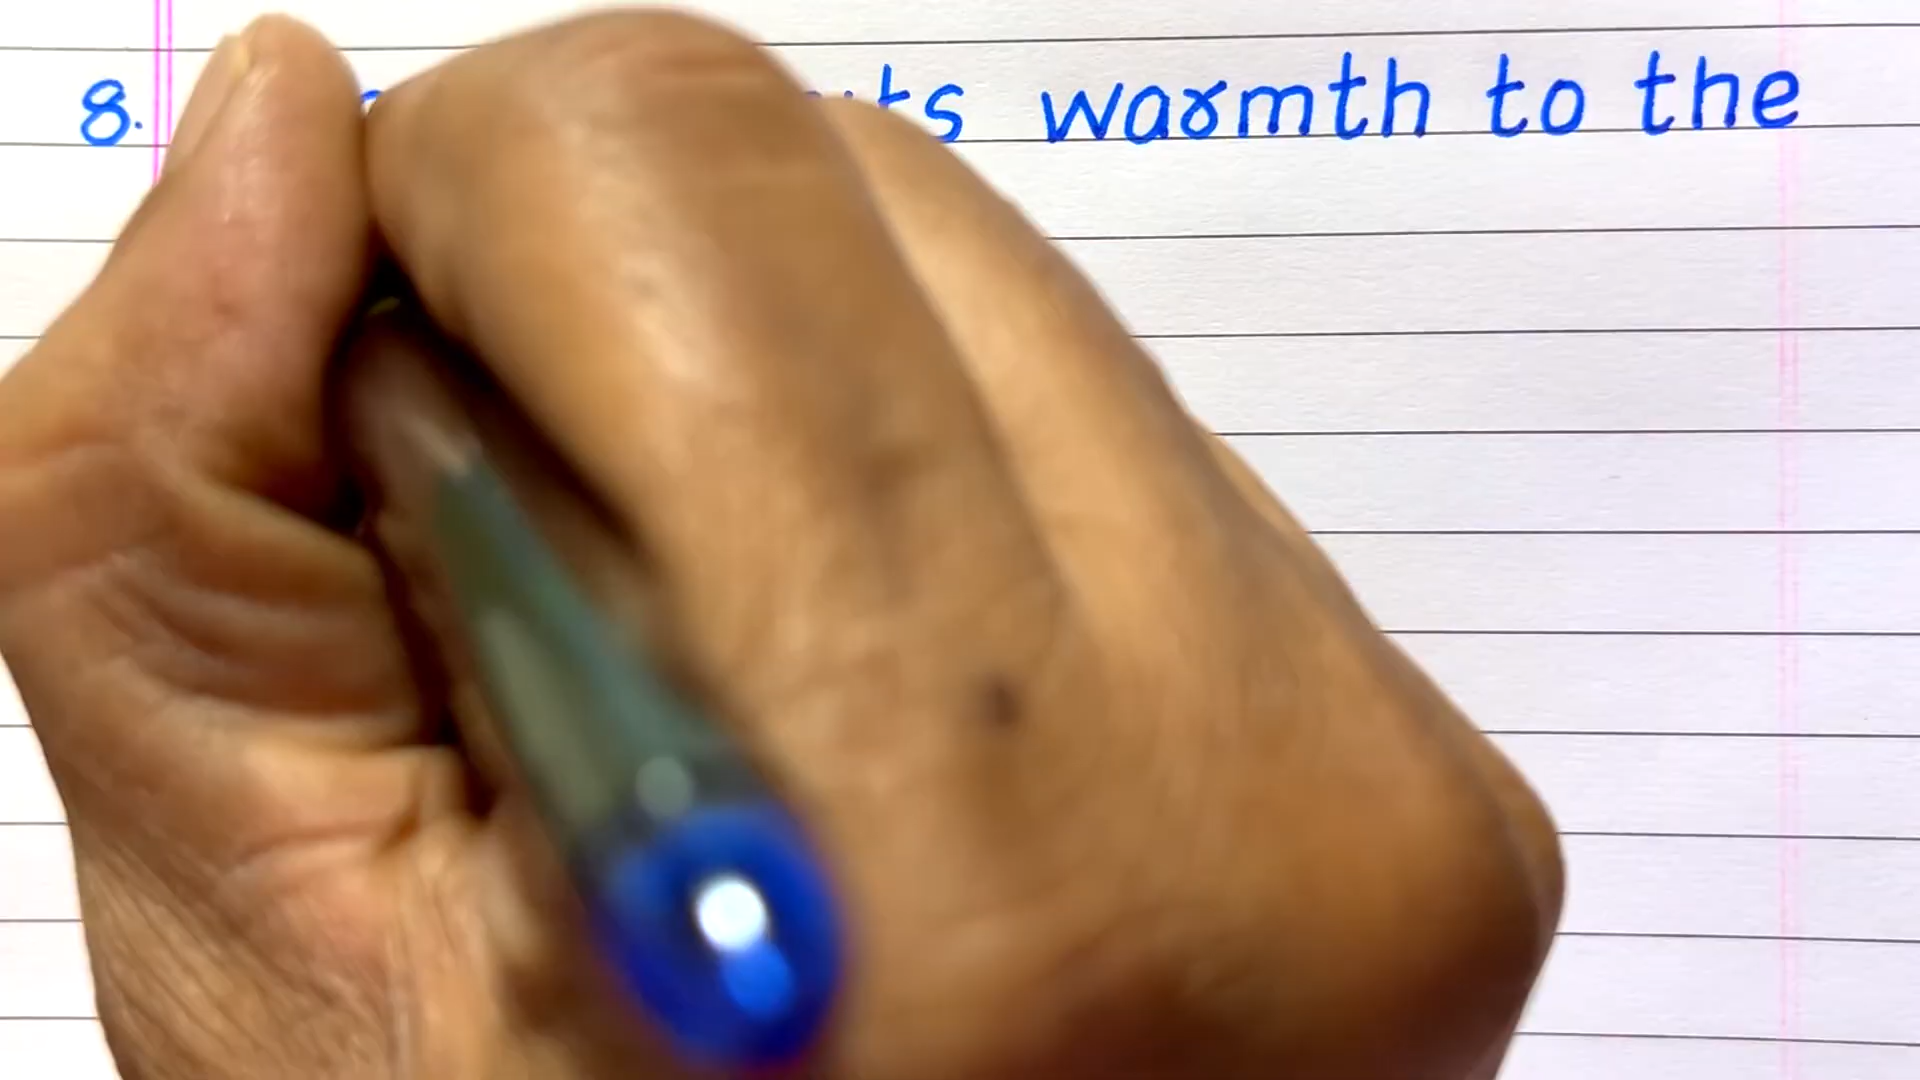 8. warmth to the